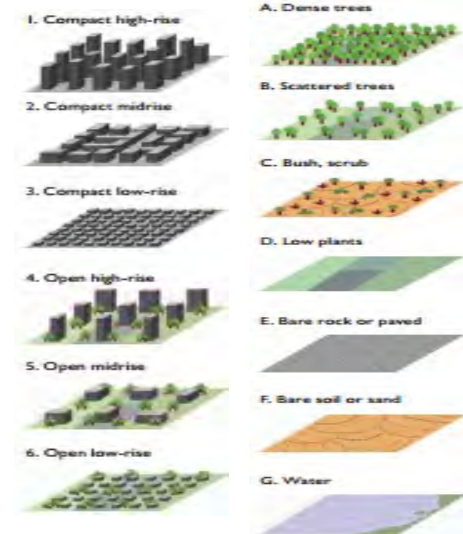 1. Compact high-rise
2. Compact midrise
3. Compact low-rise
4. Open high-rise
5. Open midrise
6. Open low-rise
A. Dense trees
B. Scattered trees
C. Bush, scrub
D. Low plants
E. Bare rock or paved
F. Bare soil or sand
G. Water